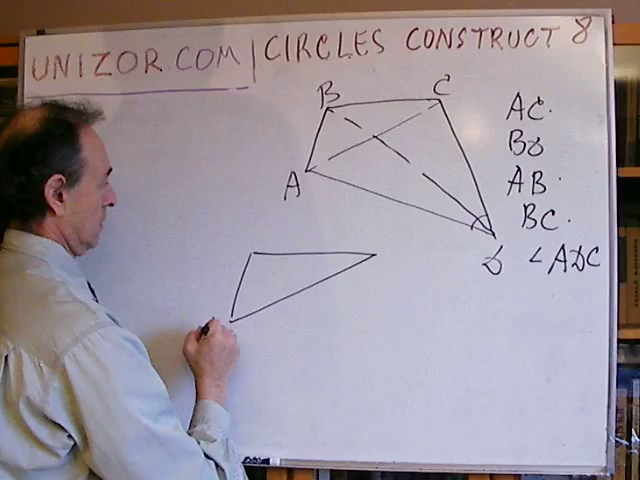 UNIZOR.COM | CIRCLES CONSTRUCT 8
B C
A
D
AC.
BD
AB.
BC.
<ADC